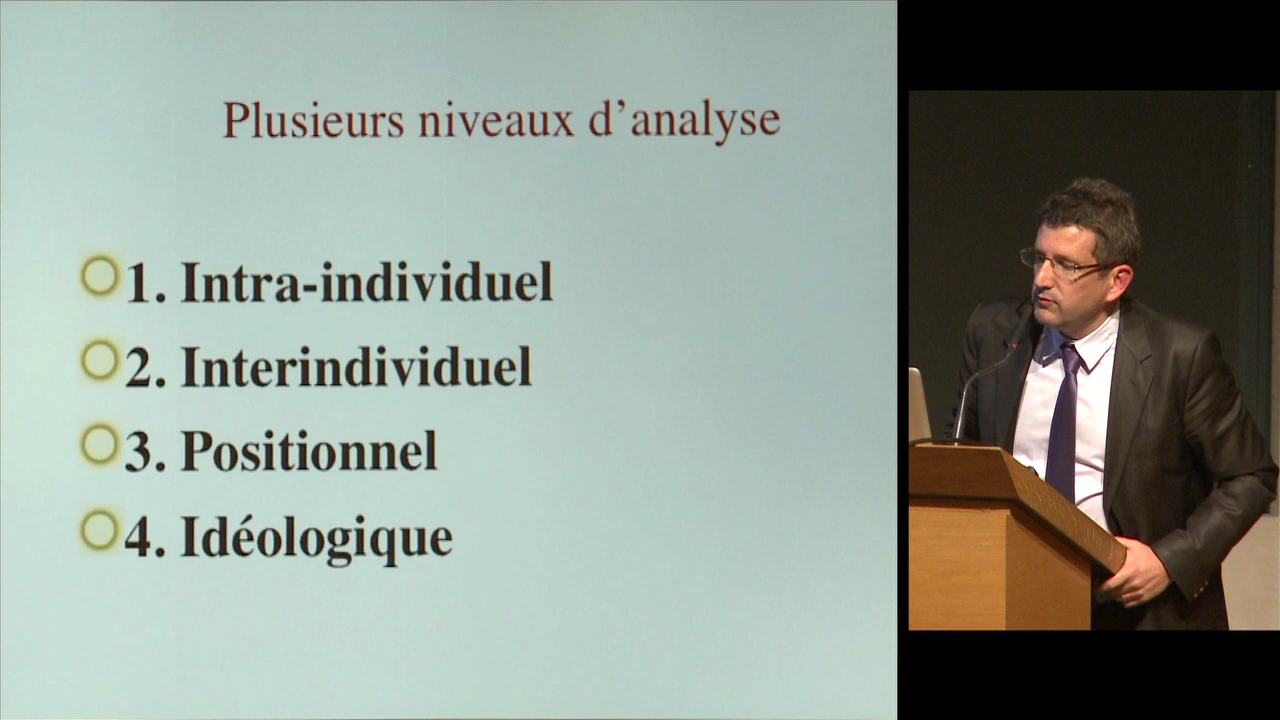 Plusieurs niveaux d’analyse
1. Intra-individuel
2. Interindividuel
3. Positionnel
4. Idéologique